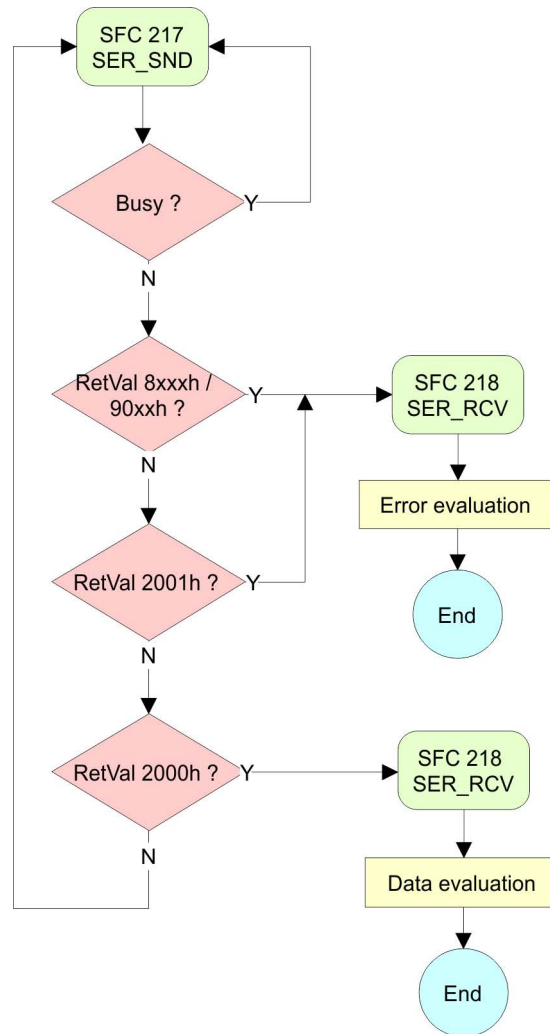 SFC 217
SER_SND
Busy ?
Y
N
RetVal 8xxxh /
90xxh ?
Y
SFC 218
SER_RCV
N
Error evaluation
RetVal 2001h ?
Y
End
N
RetVal 2000h ?
Y
SFC 218
SER_RCV
N
Data evaluation
End